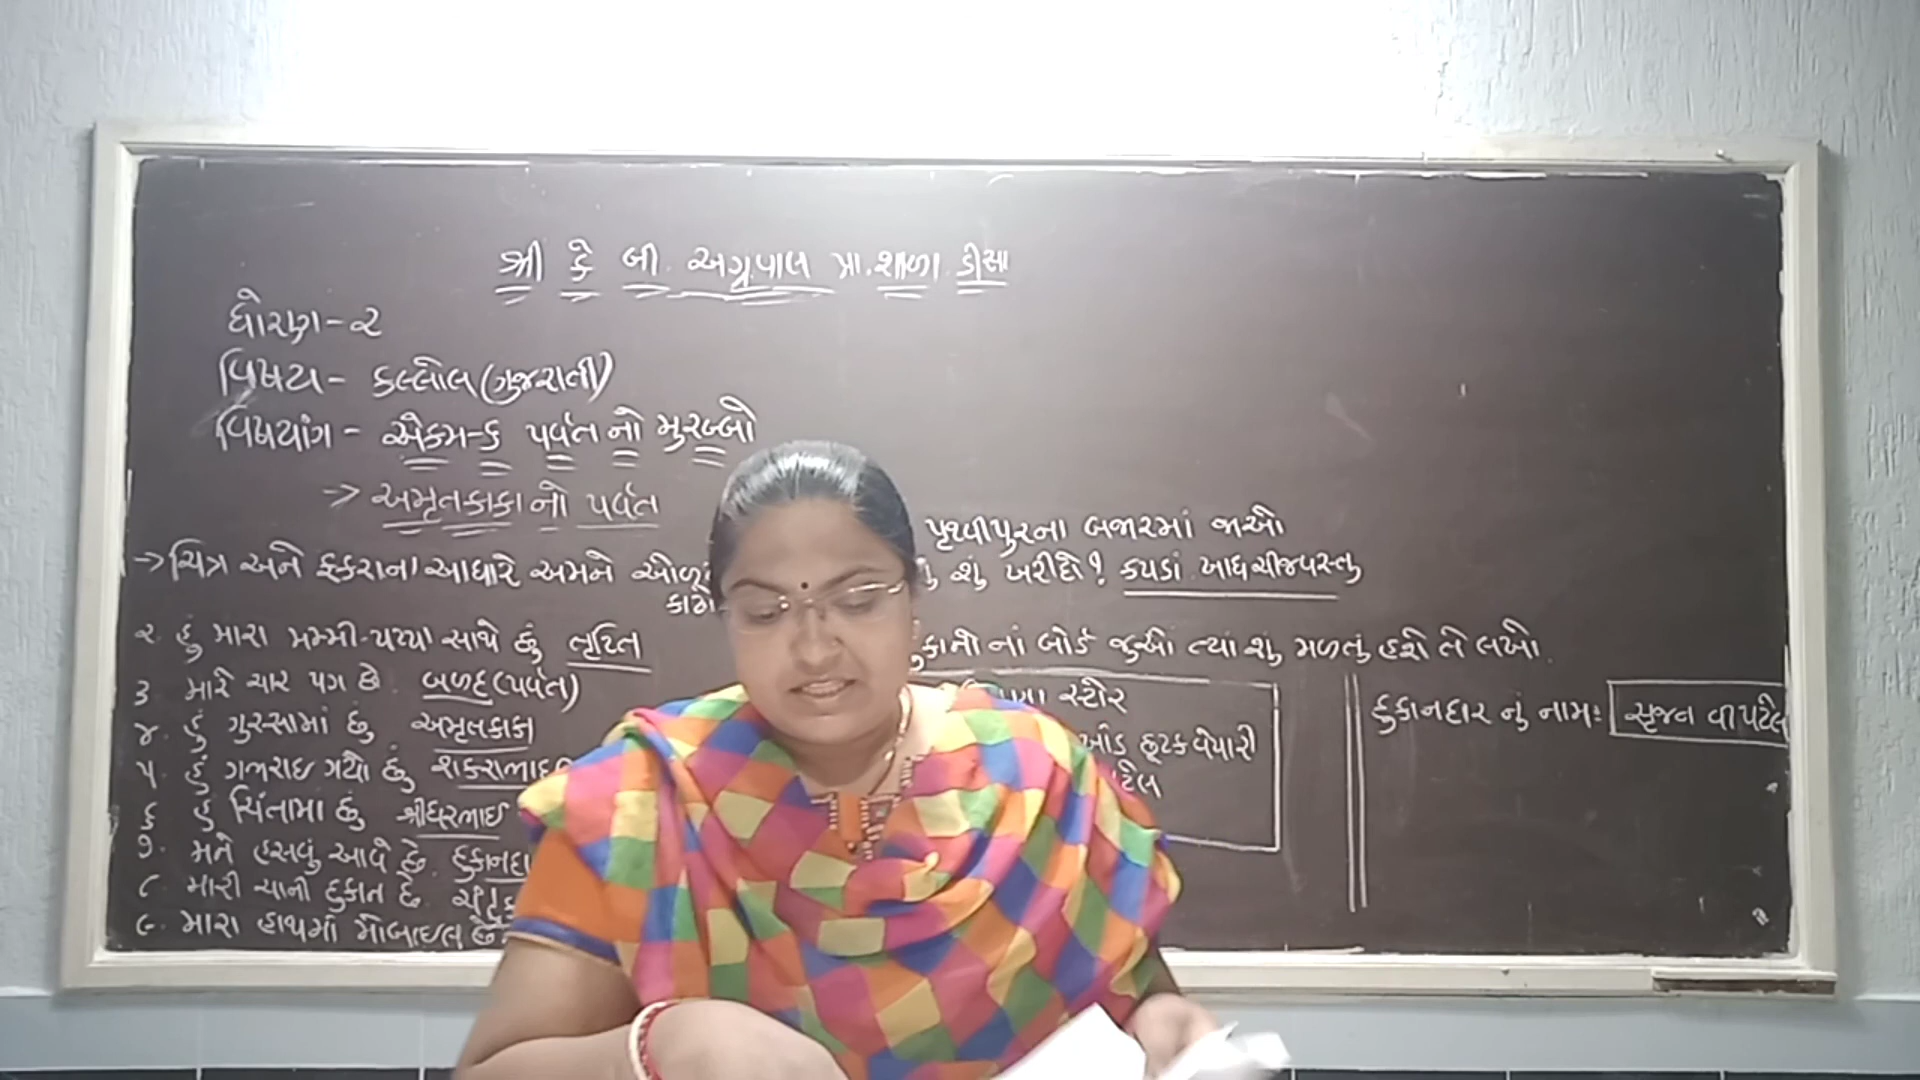 શ્રી કે બી. અગ્રવાલ પ્રા. શાળા. ડીસા
ધોરણ - ૨
વિષય - કલ્લોલ (ગુજરાતી)
વિષયાંગ - એકમ-૬ પર્વત નો મુરબ્બો
→ અમૃતકાકા નો પર્વત
→ ચિત્ર અને ફકરાના આધારે અમને
કાઢો
૨. હું મારા મમ્મી-પપ્પા સાથે છું તૃપ્તિ
૩ મારે ચાર પગ છે. બળદ (પર્વત)
૪. હું ગુસ્સામાં છું અમૃતકાકા
૫. હું ગભરાઇ ગયો છું શકરાભાઇ
૬ હું ચિંતામાં છું શ્રીધરભાઇ
૭. મને હસવું આવે છે.
૮ મારી ચાની દુકાન છે.
૯. મારા હાથમાં મોબાઇલ છે
પૃથ્વીપુરના બજારમાં જાઓ
શું ખરીદો? કપડાં ખાધચીજવસ્તુ
નાં બોર્ડ જુઓ ત્યાં શું મળતું હશે તે લખો.
સ્ટોર
છૂટક વેપારી
દુકાનદાર નું નામ: સૃજન વી પટેલ